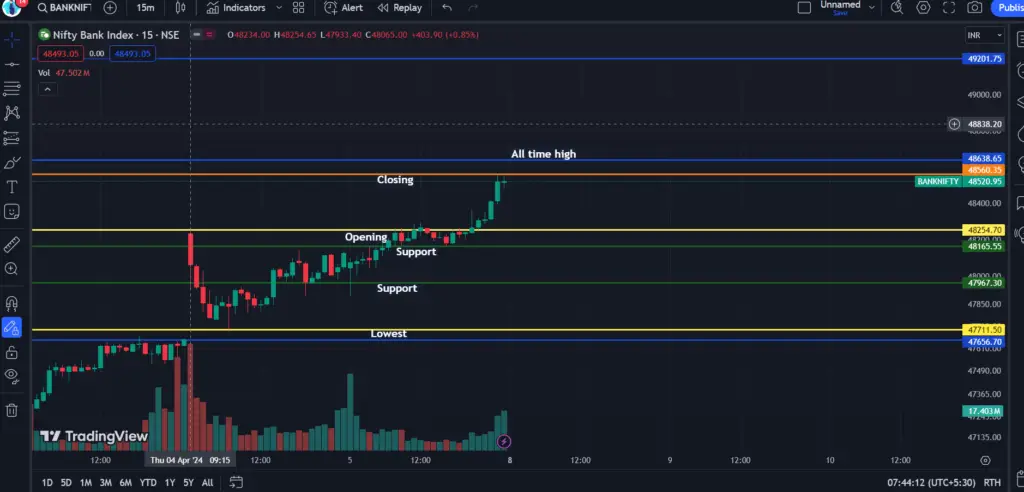 14
BANKNIF
15m
Indicators
Alert
Replay
Unnamed
Save
Publis
Nifty Bank Index · 15 · NSE
O48234.00 H48254.65 L47933.40 C48065.00 +403.90 (+0.85%)
INR
48493.05 0.00 48493.05
Vol 47.502M
49201.75
49000.00
48838.20
All time high
48638.65
48560.35
Closing
BANKNIFTY 48520.95
48400.00
48254.70
Opening
48165.55
Support
48000.00
47967.30
Support
47850.00
47711.50
Lowest
47656.70
47490.00
47365.00
17.403M
47135.00
TradingView
12:00 Thu 04 Apr '24 09:15 12:00 5 12:00 8 12:00 9 12:00 10 12:00
1D 5D 1M 3M 6M YTD 1Y 5Y All
07:44:12 (UTC+5:30) RTH